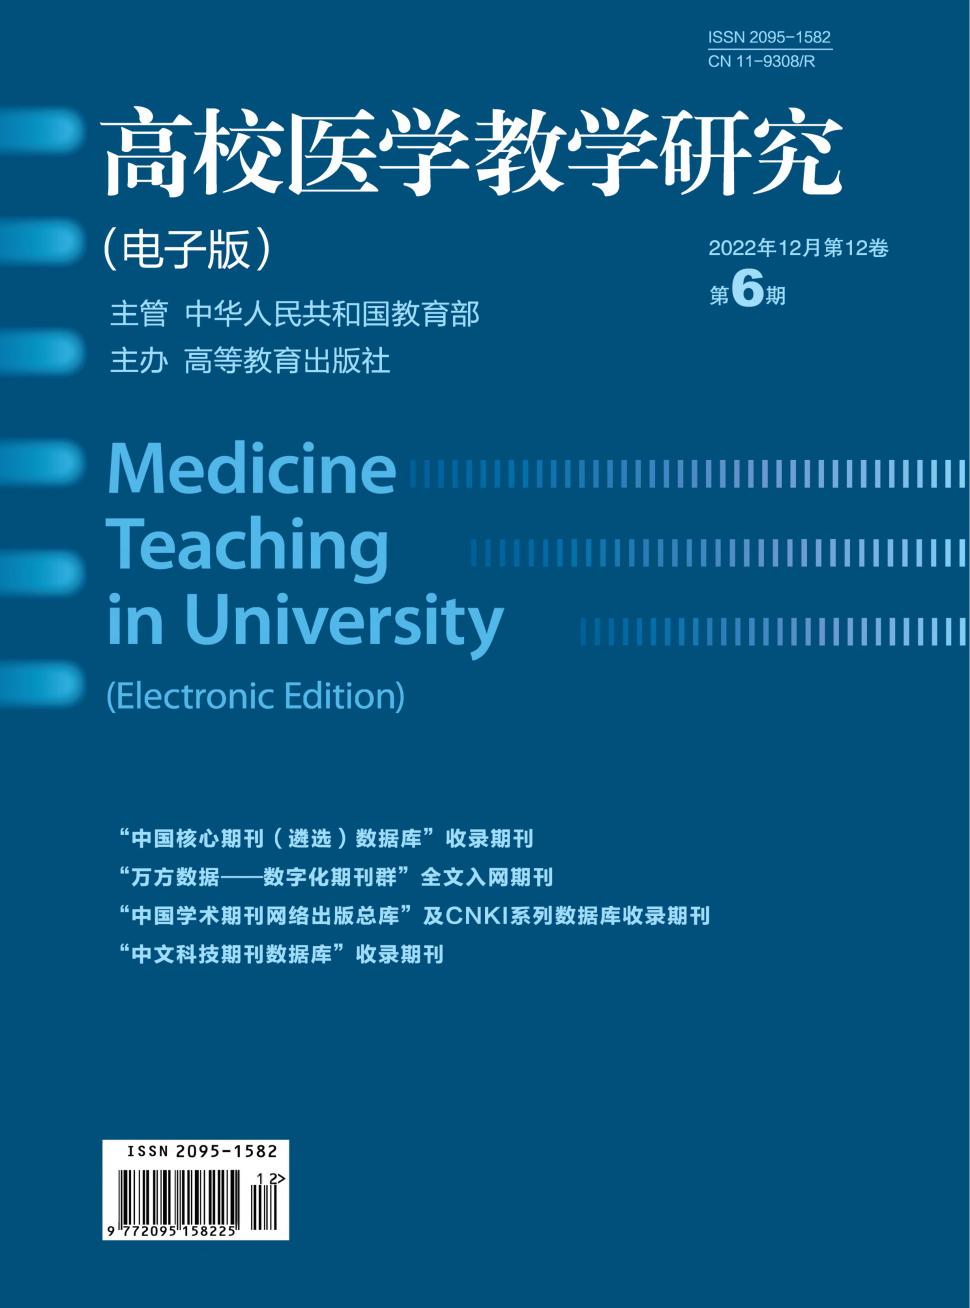 ISSN 2095-1582
CN 11-9308/R
高校医学教学研究
（电子版）
2022年12月第12卷
第6期
主管 中华人民共和国教育部
主办 高等教育出版社
Medicine
Teaching
in University
(Electronic Edition)
“中国核心期刊（遴选）数据库”收录期刊
“万方数据——数字化期刊群”全文入网期刊
“中国学术期刊网络出版总库”及CNKI系列数据库收录期刊
“中文科技期刊数据库”收录期刊
ISSN 2095-1582
12>
9 772095 158225